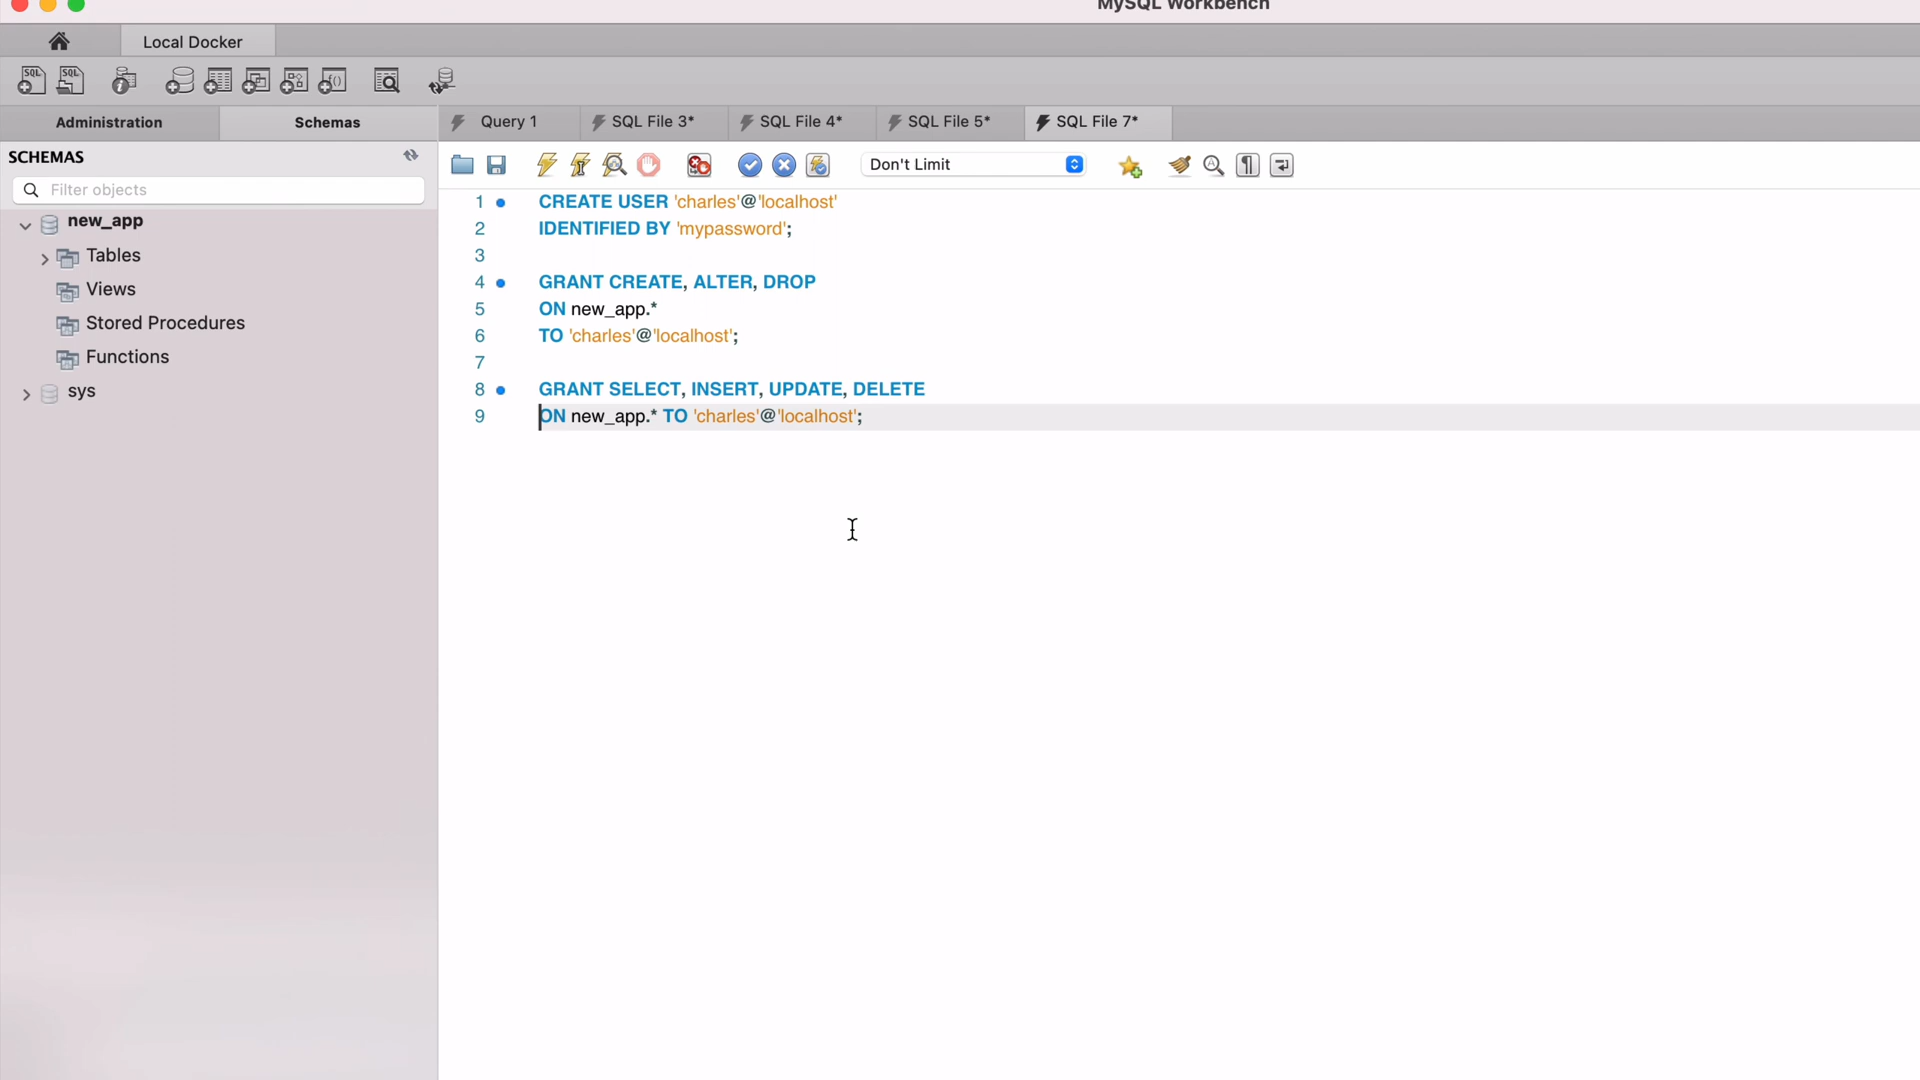 MySQL Workbench
Local Docker
SQL SQL
Administration Schemas
Query 1 SQL File 3* SQL File 4* SQL File 5* SQL File 7*
SCHEMAS
Filter objects
new_app
Tables
Views
Stored Procedures
Functions
sys
Don't Limit
1 CREATE USER 'charles'@'localhost'
2 IDENTIFIED BY 'mypassword';
3
4 GRANT CREATE, ALTER, DROP
5 ON new_app.*
6 TO 'charles'@'localhost';
7
8 GRANT SELECT, INSERT, UPDATE, DELETE
9 ON new_app.* TO 'charles'@'localhost';